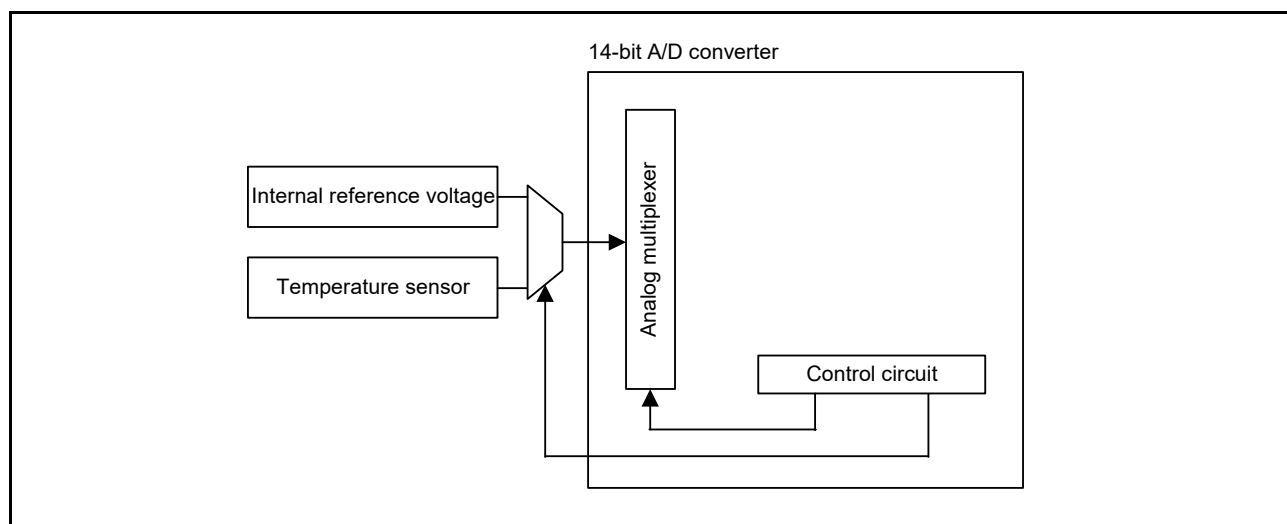 14-bit A/D converter
Internal reference voltage
Temperature sensor
Analog multiplexer
Control circuit